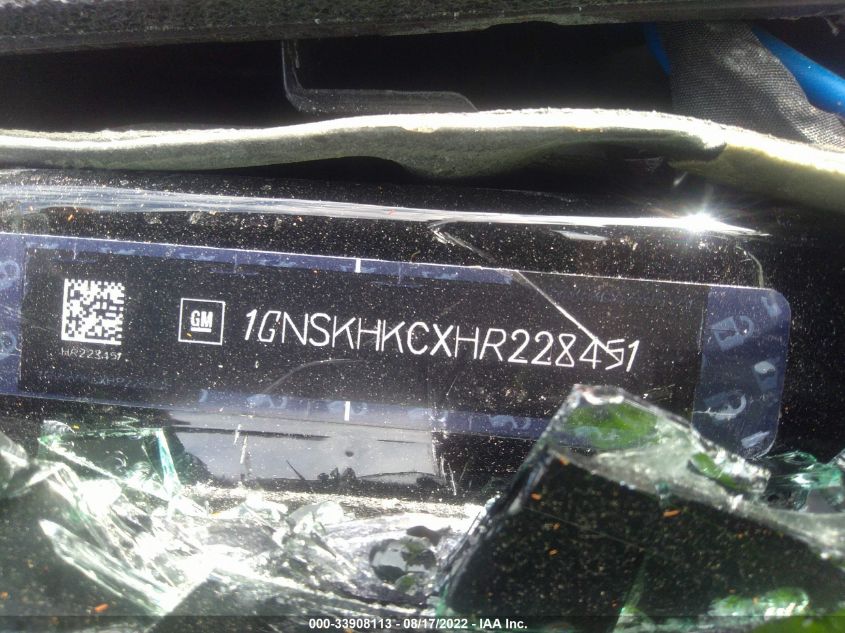 GM 1GNSKHKCXHR228451
HR228451
000-33908113 - 08/17/2022 - IAA Inc.